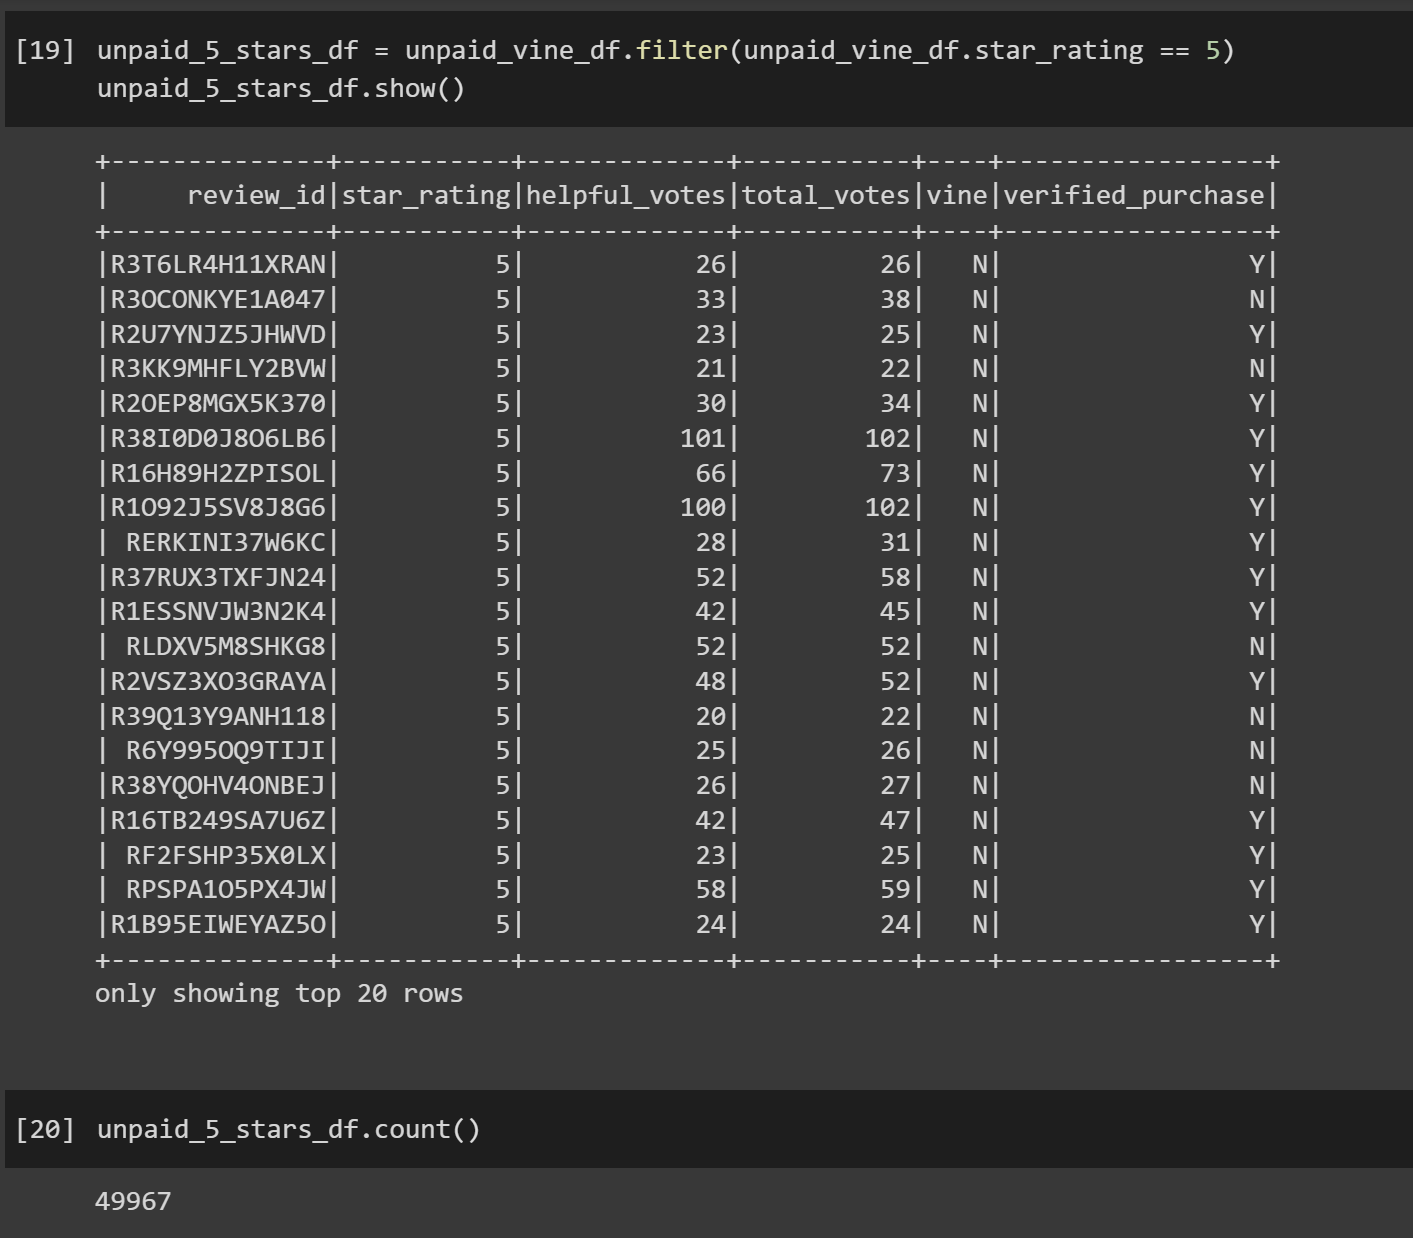 [19] unpaid_5_stars_df = unpaid_vine_df.filter(unpaid_vine_df.star_rating == 5)
unpaid_5_stars_df.show()
+--------------+-----------+-------------+-----------+----+-----------------+
|     review_id|star_rating|helpful_votes|total_votes|vine|verified_purchase|
+--------------+-----------+-------------+-----------+----+-----------------+
|R3T6LR4H11XRAN|          5|           26|         26|   N|                Y|
|R3OCONKYE1A047|          5|           33|         38|   N|                N|
|R2U7YNJZ5JHWVD|          5|           23|         25|   N|                Y|
|R3KK9MHFLY2BVW|          5|           21|         22|   N|                N|
|R2OEP8MGX5K370|          5|           30|         34|   N|                Y|
|R38I0D0J8O6LB6|          5|          101|        102|   N|                Y|
|R16H89H2ZPISOL|          5|           66|         73|   N|                Y|
|R1O92J5SV8J8G6|          5|          100|        102|   N|                Y|
| RERKINI37W6KC|          5|           28|         31|   N|                Y|
|R37RUX3TXFJN24|          5|           52|         58|   N|                Y|
|R1ESSNVJW3N2K4|          5|           42|         45|   N|                Y|
| RLDXV5M8SHKG8|          5|           52|         52|   N|                N|
|R2VSZ3XO3GRAYA|          5|           48|         52|   N|                Y|
|R39Q13Y9ANH118|          5|           20|         22|   N|                N|
| R6Y995OQ9TIJI|          5|           25|         26|   N|                N|
|R38YQOHV4ONBEJ|          5|           26|         27|   N|                N|
|R16TB249SA7U6Z|          5|           42|         47|   N|                Y|
| RF2FSHP35X0LX|          5|           23|         25|   N|                Y|
| RPSPA1O5PX4JW|          5|           58|         59|   N|                Y|
|R1B95EIWEYAZ5O|          5|           24|         24|   N|                Y|
+--------------+-----------+-------------+-----------+----+-----------------+
only showing top 20 rows
[20] unpaid_5_stars_df.count()
49967